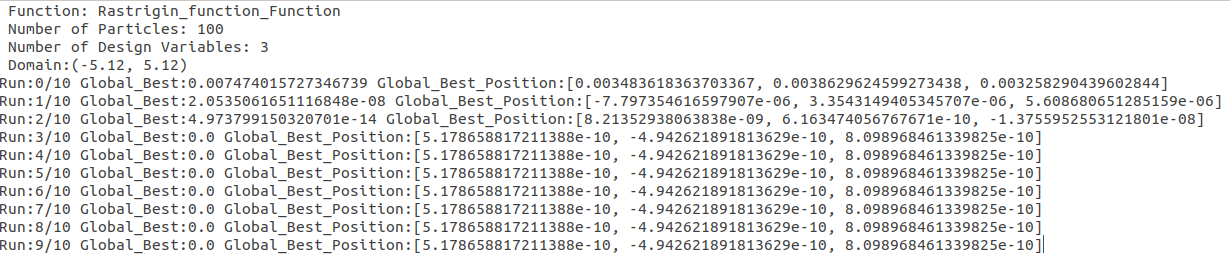 Function: Rastrigin_function_Function
Number of Particles: 100
Number of Design Variables: 3
Domain:(-5.12, 5.12)
Run:0/10 Global_Best:0.007474015727346739 Global_Best_Position:[0.003483618363703367, 0.0038629624599273438, 0.003258290439602844]
Run:1/10 Global_Best:2.0535061651116848e-08 Global_Best_Position:[-7.797354616597907e-06, 3.3543149405345707e-06, 5.608680651285159e-06]
Run:2/10 Global_Best:4.973799150320701e-14 Global_Best_Position:[8.21352938063838e-09, 6.163474056767671e-10, -1.3755952553121801e-08]
Run:3/10 Global_Best:0.0 Global_Best_Position:[5.178658817211388e-10, -4.942621891813629e-10, 8.098968461339825e-10]
Run:4/10 Global_Best:0.0 Global_Best_Position:[5.178658817211388e-10, -4.942621891813629e-10, 8.098968461339825e-10]
Run:5/10 Global_Best:0.0 Global_Best_Position:[5.178658817211388e-10, -4.942621891813629e-10, 8.098968461339825e-10]
Run:6/10 Global_Best:0.0 Global_Best_Position:[5.178658817211388e-10, -4.942621891813629e-10, 8.098968461339825e-10]
Run:7/10 Global_Best:0.0 Global_Best_Position:[5.178658817211388e-10, -4.942621891813629e-10, 8.098968461339825e-10]
Run:8/10 Global_Best:0.0 Global_Best_Position:[5.178658817211388e-10, -4.942621891813629e-10, 8.098968461339825e-10]
Run:9/10 Global_Best:0.0 Global_Best_Position:[5.178658817211388e-10, -4.942621891813629e-10, 8.098968461339825e-10]